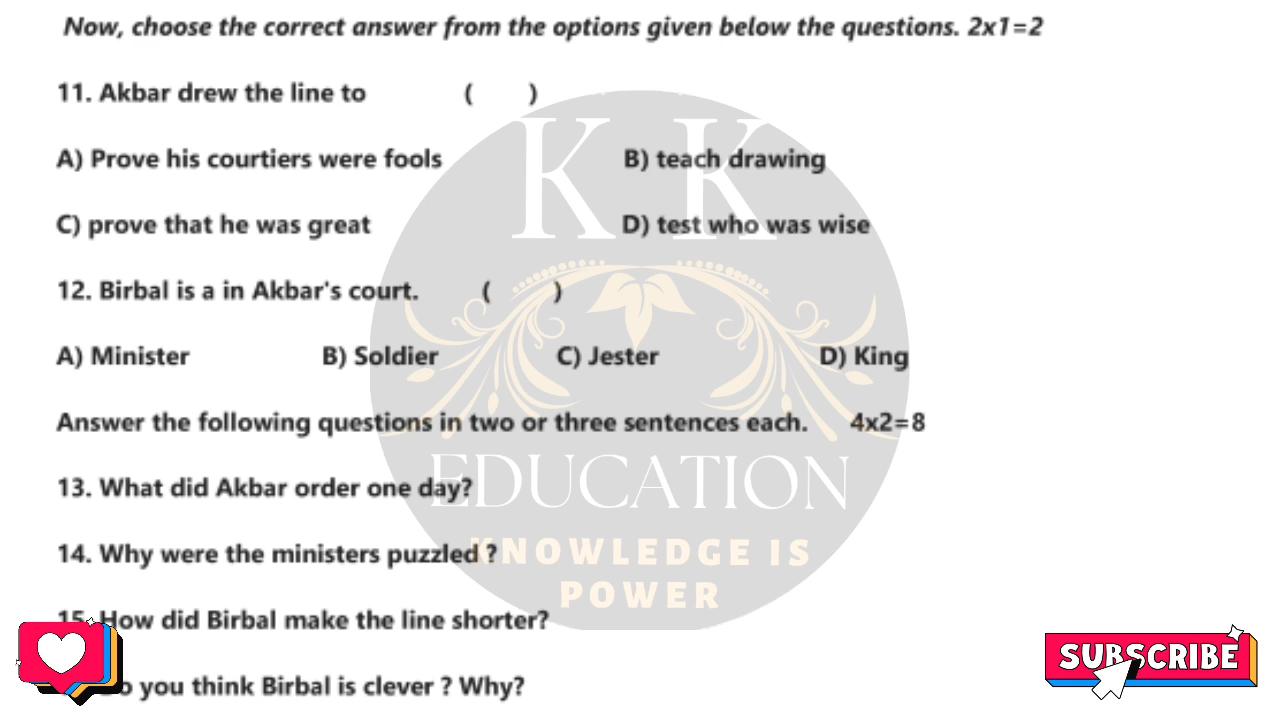 Now, choose the correct answer from the options given below the questions. 2x1=2
11. Akbar drew the line to ( )
A) Prove his courtiers were fools B) teach drawing
C) prove that he was great D) test who was wise
12. Birbal is a in Akbar's court. ( )
A) Minister B) Soldier C) Jester D) King
Answer the following questions in two or three sentences each. 4x2=8
13. What did Akbar order one day?
14. Why were the ministers puzzled ?
15. How did Birbal make the line shorter?
Do you think Birbal is clever ? Why?
K K
EDUCATION
KNOWLEDGE IS
POWER
SUBSCRIBE